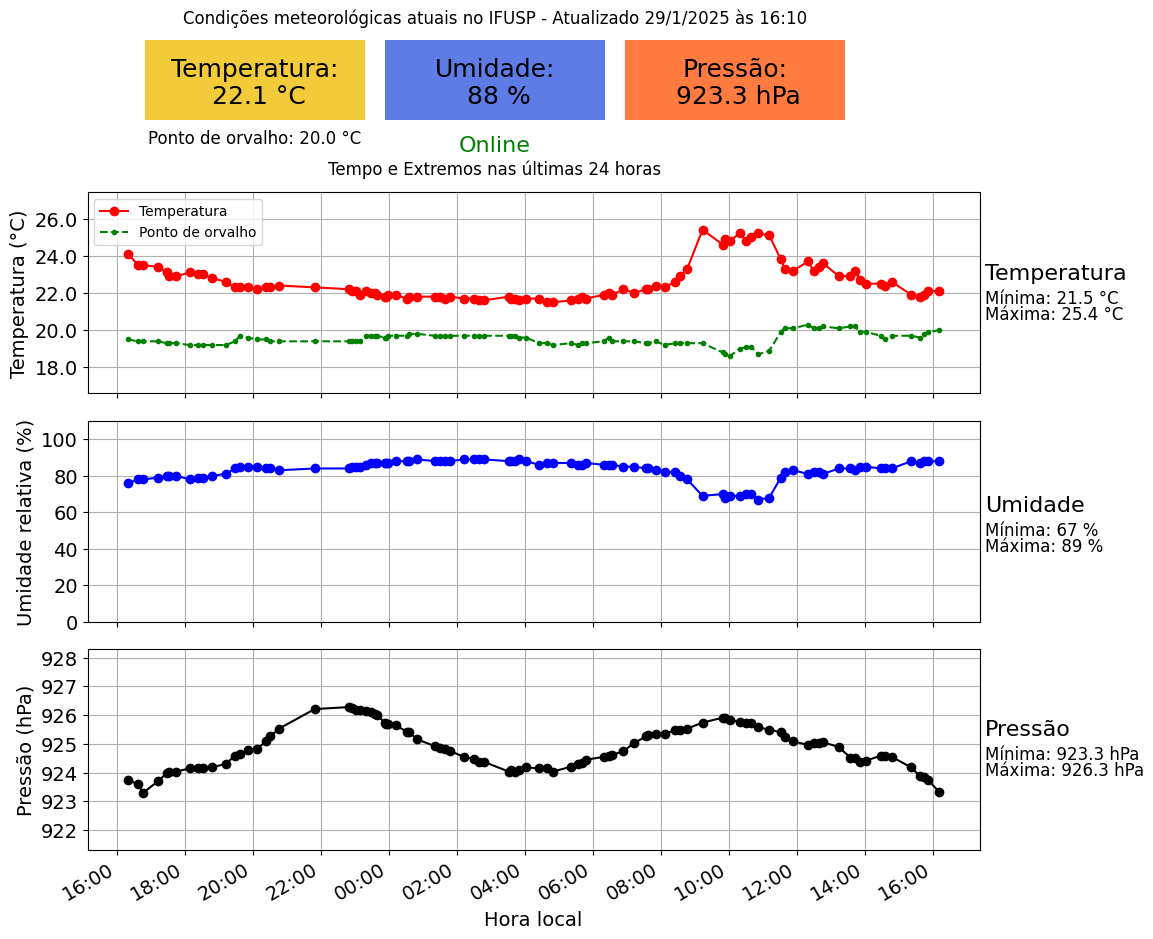 Condições meteorológicas atuais no IFUSP - Atualizado 29/1/2025 às 16:10
Temperatura:
22.1 °C
Umidade:
88 %
Pressão:
923.3 hPa
Ponto de orvalho: 20.0 °C
Online
Tempo e Extremos nas últimas 24 horas
Temperatura (°C)
26.0
24.0
22.0
20.0
18.0
Temperatura
Ponto de orvalho
Temperatura
Mínima: 21.5 °C
Máxima: 25.4 °C
Umidade relativa (%)
100
80
60
40
20
0
Umidade
Mínima: 67 %
Máxima: 89 %
Pressão (hPa)
928
927
926
925
924
923
922
Pressão
Mínima: 923.3 hPa
Máxima: 926.3 hPa
16:00 18:00 20:00 22:00 00:00 02:00 04:00 06:00 08:00 10:00 12:00 14:00 16:00
Hora local